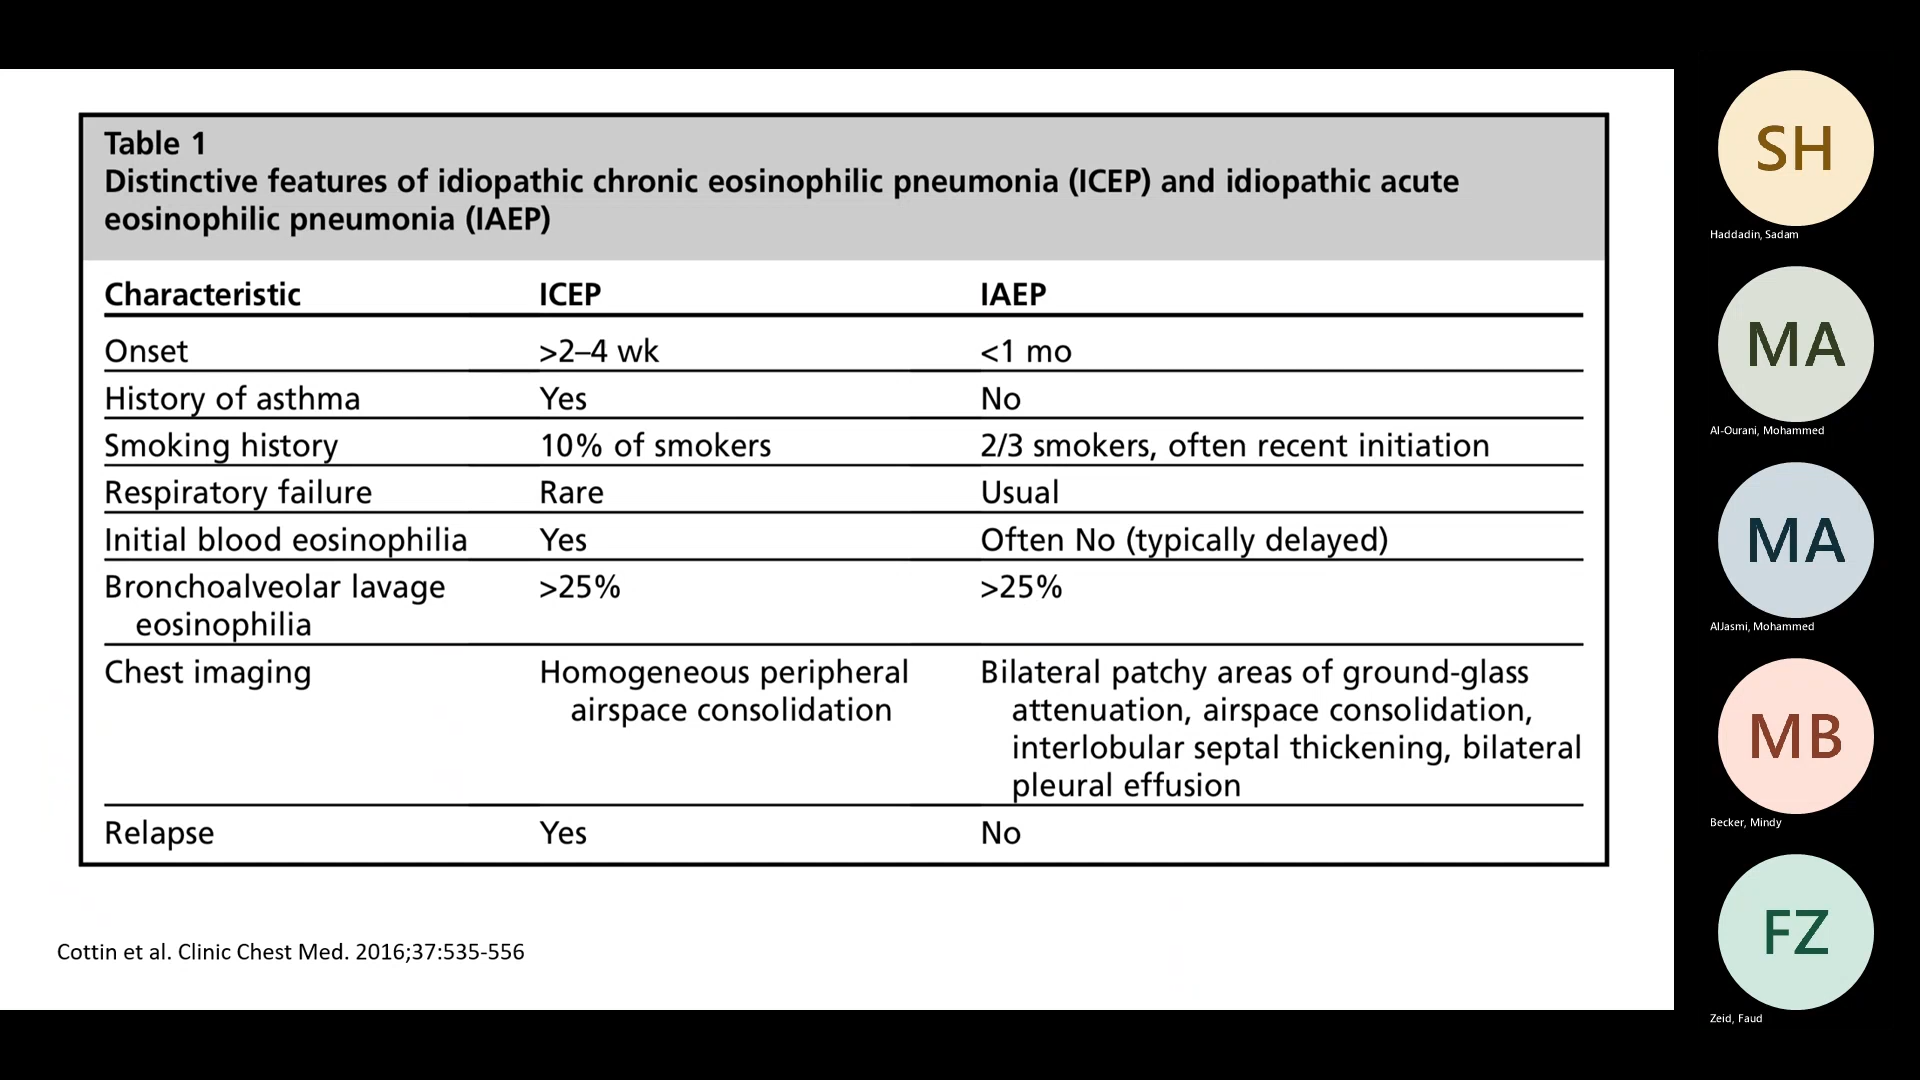 Table 1
Distinctive features of idiopathic chronic eosinophilic pneumonia (ICEP) and idiopathic acute
eosinophilic pneumonia (IAEP)
Characteristic ICEP IAEP
Onset >2–4 wk <1 mo
History of asthma Yes No
Smoking history 10% of smokers 2/3 smokers, often recent initiation
Respiratory failure Rare Usual
Initial blood eosinophilia Yes Often No (typically delayed)
Bronchoalveolar lavage >25% >25%
eosinophilia
Chest imaging Homogeneous peripheral Bilateral patchy areas of ground-glass
airspace consolidation attenuation, airspace consolidation,
interlobular septal thickening, bilateral
pleural effusion
Relapse Yes No
Cottin et al. Clinic Chest Med. 2016;37:535-556
SH
Haddadin, Sadam
MA
Al-Ourani, Mohammed
MA
AlJasmi, Mohammed
MB
Becker, Mindy
FZ
Zeid, Faud